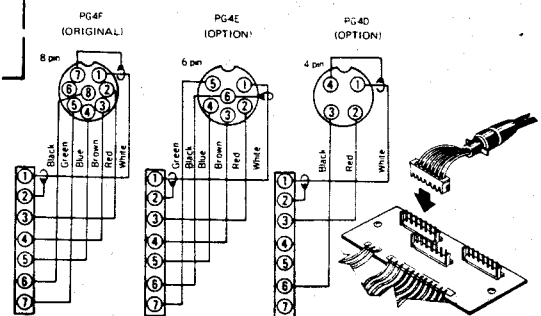 PG4F
(ORIGINAL)
8 pin
7 1
6 8 2
5 4 3
Black
Green
Blue
Brown
Red
White
1
2
3
4
5
6
7
PG4E
(OPTION)
6 pin
5 1
6
4 3 2
Green
Black
Blue
Brown
Red
White
1
2
3
4
5
6
7
PG4D
(OPTION)
4 pin
4 1
3 2
Black
Red
White
1
2
3
4
5
6
7